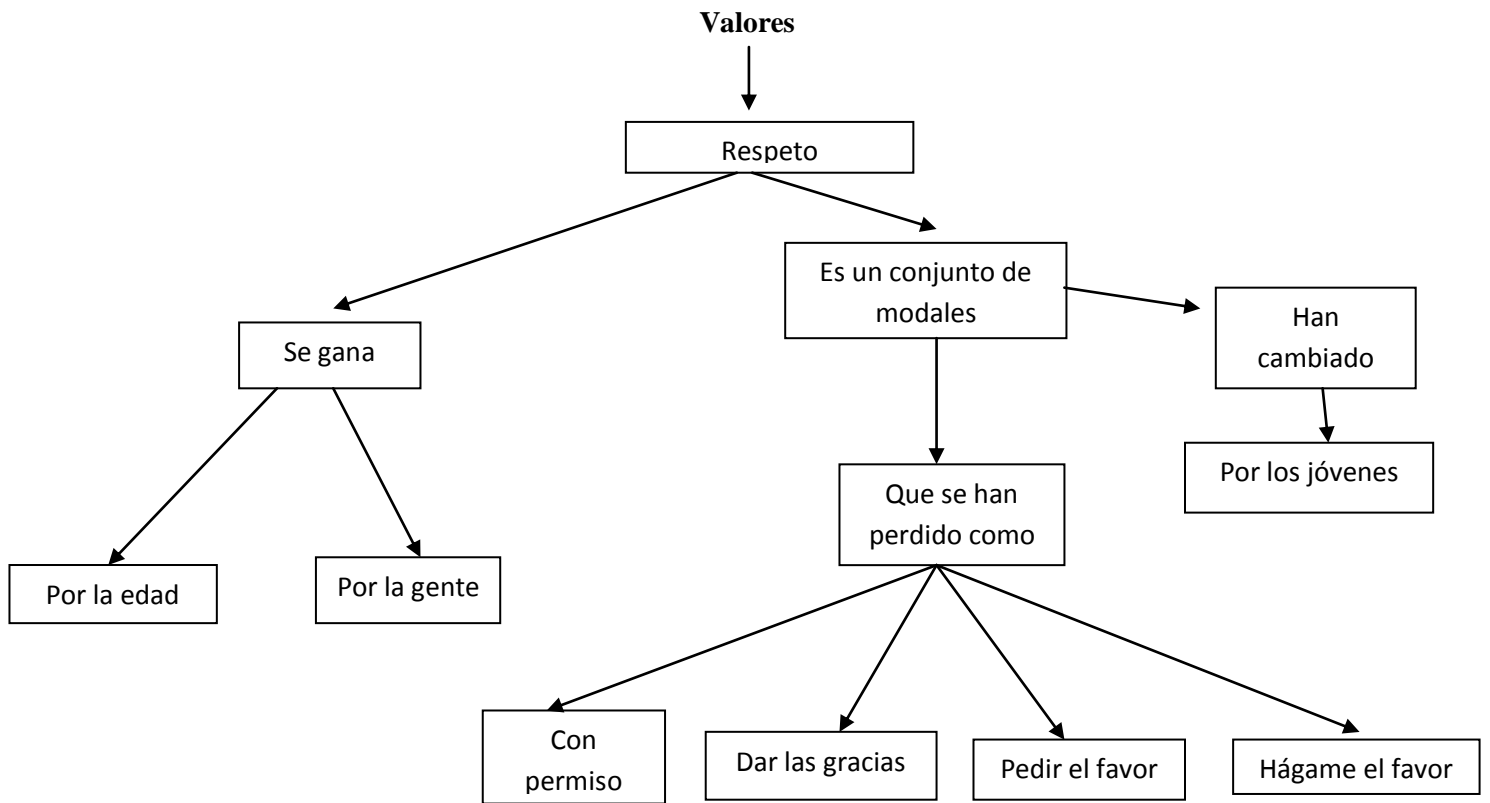 Valores
Respeto
Es un conjunto de
modales
Han
cambiado
Se gana
Por los jóvenes
Que se han
perdido como
Por la edad
Por la gente
Con
permiso
Dar las gracias
Pedir el favor
Hágame el favor